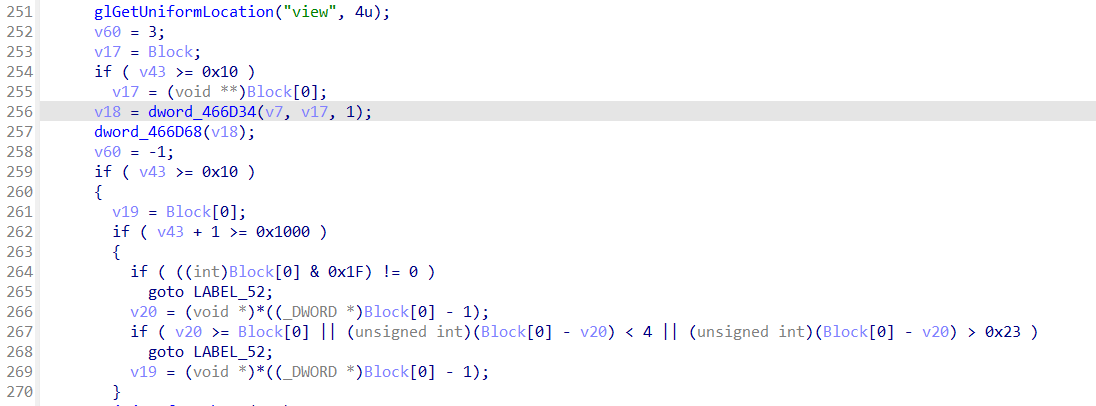 251 glGetUniformLocation("view", 4u);
252 v60 = 3;
253 v17 = Block;
254 if ( v43 >= 0x10 )
255 v17 = (void **)Block[0];
256 v18 = dword_466D34(v7, v17, 1);
257 dword_466D68(v18);
258 v60 = -1;
259 if ( v43 >= 0x10 )
260 {
261 v19 = Block[0];
262 if ( v43 + 1 >= 0x1000 )
263 {
264 if ( ((int)Block[0] & 0x1F) != 0 )
265 goto LABEL_52;
266 v20 = (void *)*((_DWORD *)Block[0] - 1);
267 if ( v20 >= Block[0] || (unsigned int)(Block[0] - v20) < 4 || (unsigned int)(Block[0] - v20) > 0x23 )
268 goto LABEL_52;
269 v19 = (void *)*((_DWORD *)Block[0] - 1);
270 }